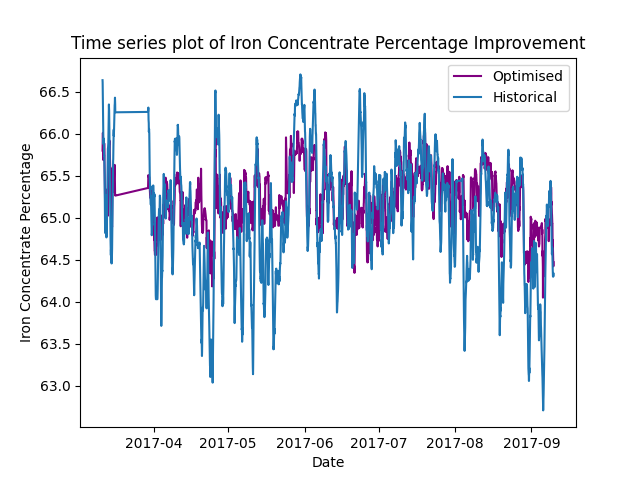 Time series plot of Iron Concentrate Percentage Improvement
Optimised
Historical
Iron Concentrate Percentage
66.5
66.0
65.5
65.0
64.5
64.0
63.5
63.0
2017-04 2017-05 2017-06 2017-07 2017-08 2017-09
Date